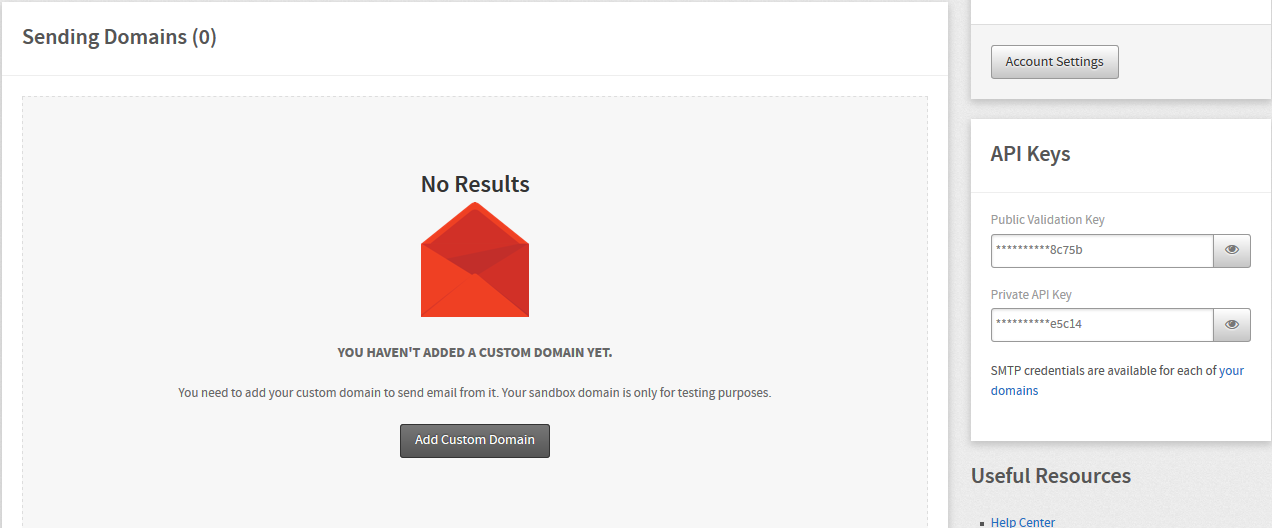 Sending Domains (0)
No Results
YOU HAVEN'T ADDED A CUSTOM DOMAIN YET.
You need to add your custom domain to send email from it. Your sandbox domain is only for testing purposes.
Add Custom Domain
Account Settings
API Keys
Public Validation Key
**********8c75b
Private API Key
**********e5c14
SMTP credentials are available for each of your
domains
Useful Resources
Help Center